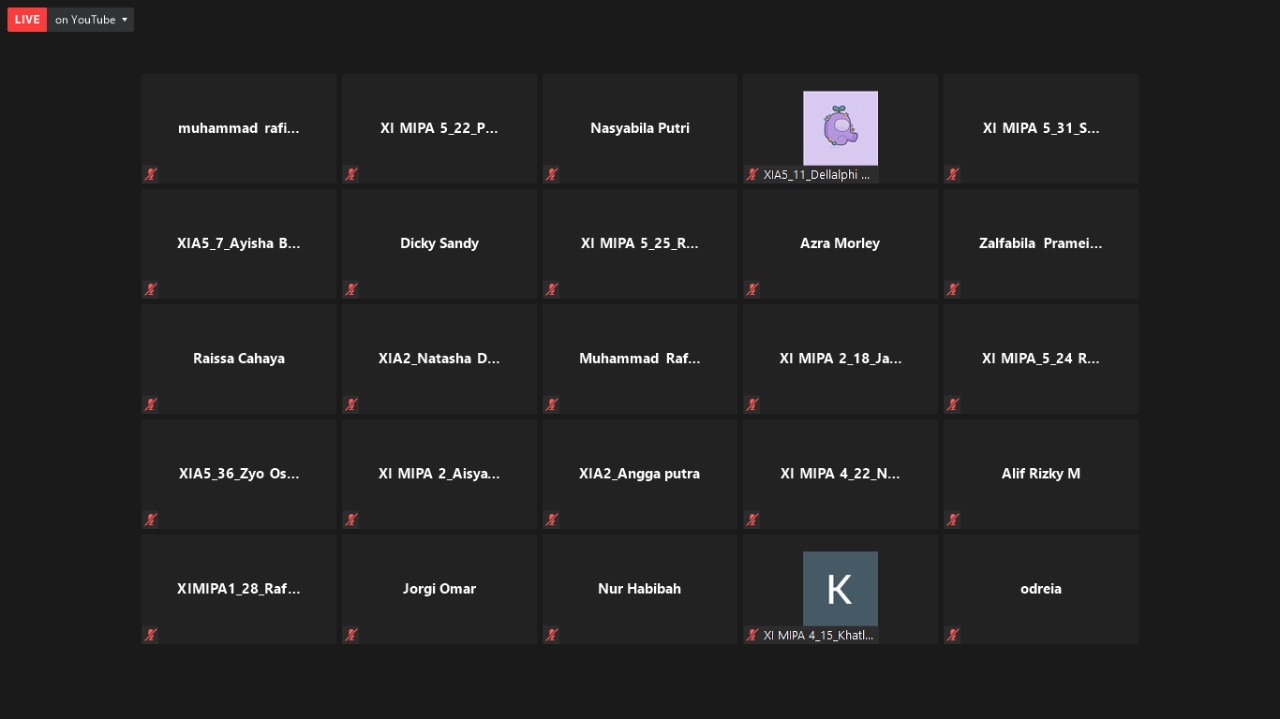 LIVE on YouTube
muhammad rafi...
XI MIPA 5_22_P...
Nasyabila Putri
XIA5_11_Dellalphi ...
XI MIPA 5_31_S...
XIA5_7_Ayisha B...
Dicky Sandy
XI MIPA 5_25_R...
Azra Morley
Zalfabila Pramei...
Raissa Cahaya
XIA2_Natasha D...
Muhammad Raf...
XI MIPA 2_18_Ja...
XI MIPA_5_24 R...
XIA5_36_Zyo Os...
XI MIPA 2_Aisya...
XIA2_Angga putra
XI MIPA 4_22_N...
Alif Rizky M
XIMIPA1_28_Raf...
Jorgi Omar
Nur Habibah
K
XI MIPA 4_15_Khatl...
odreia